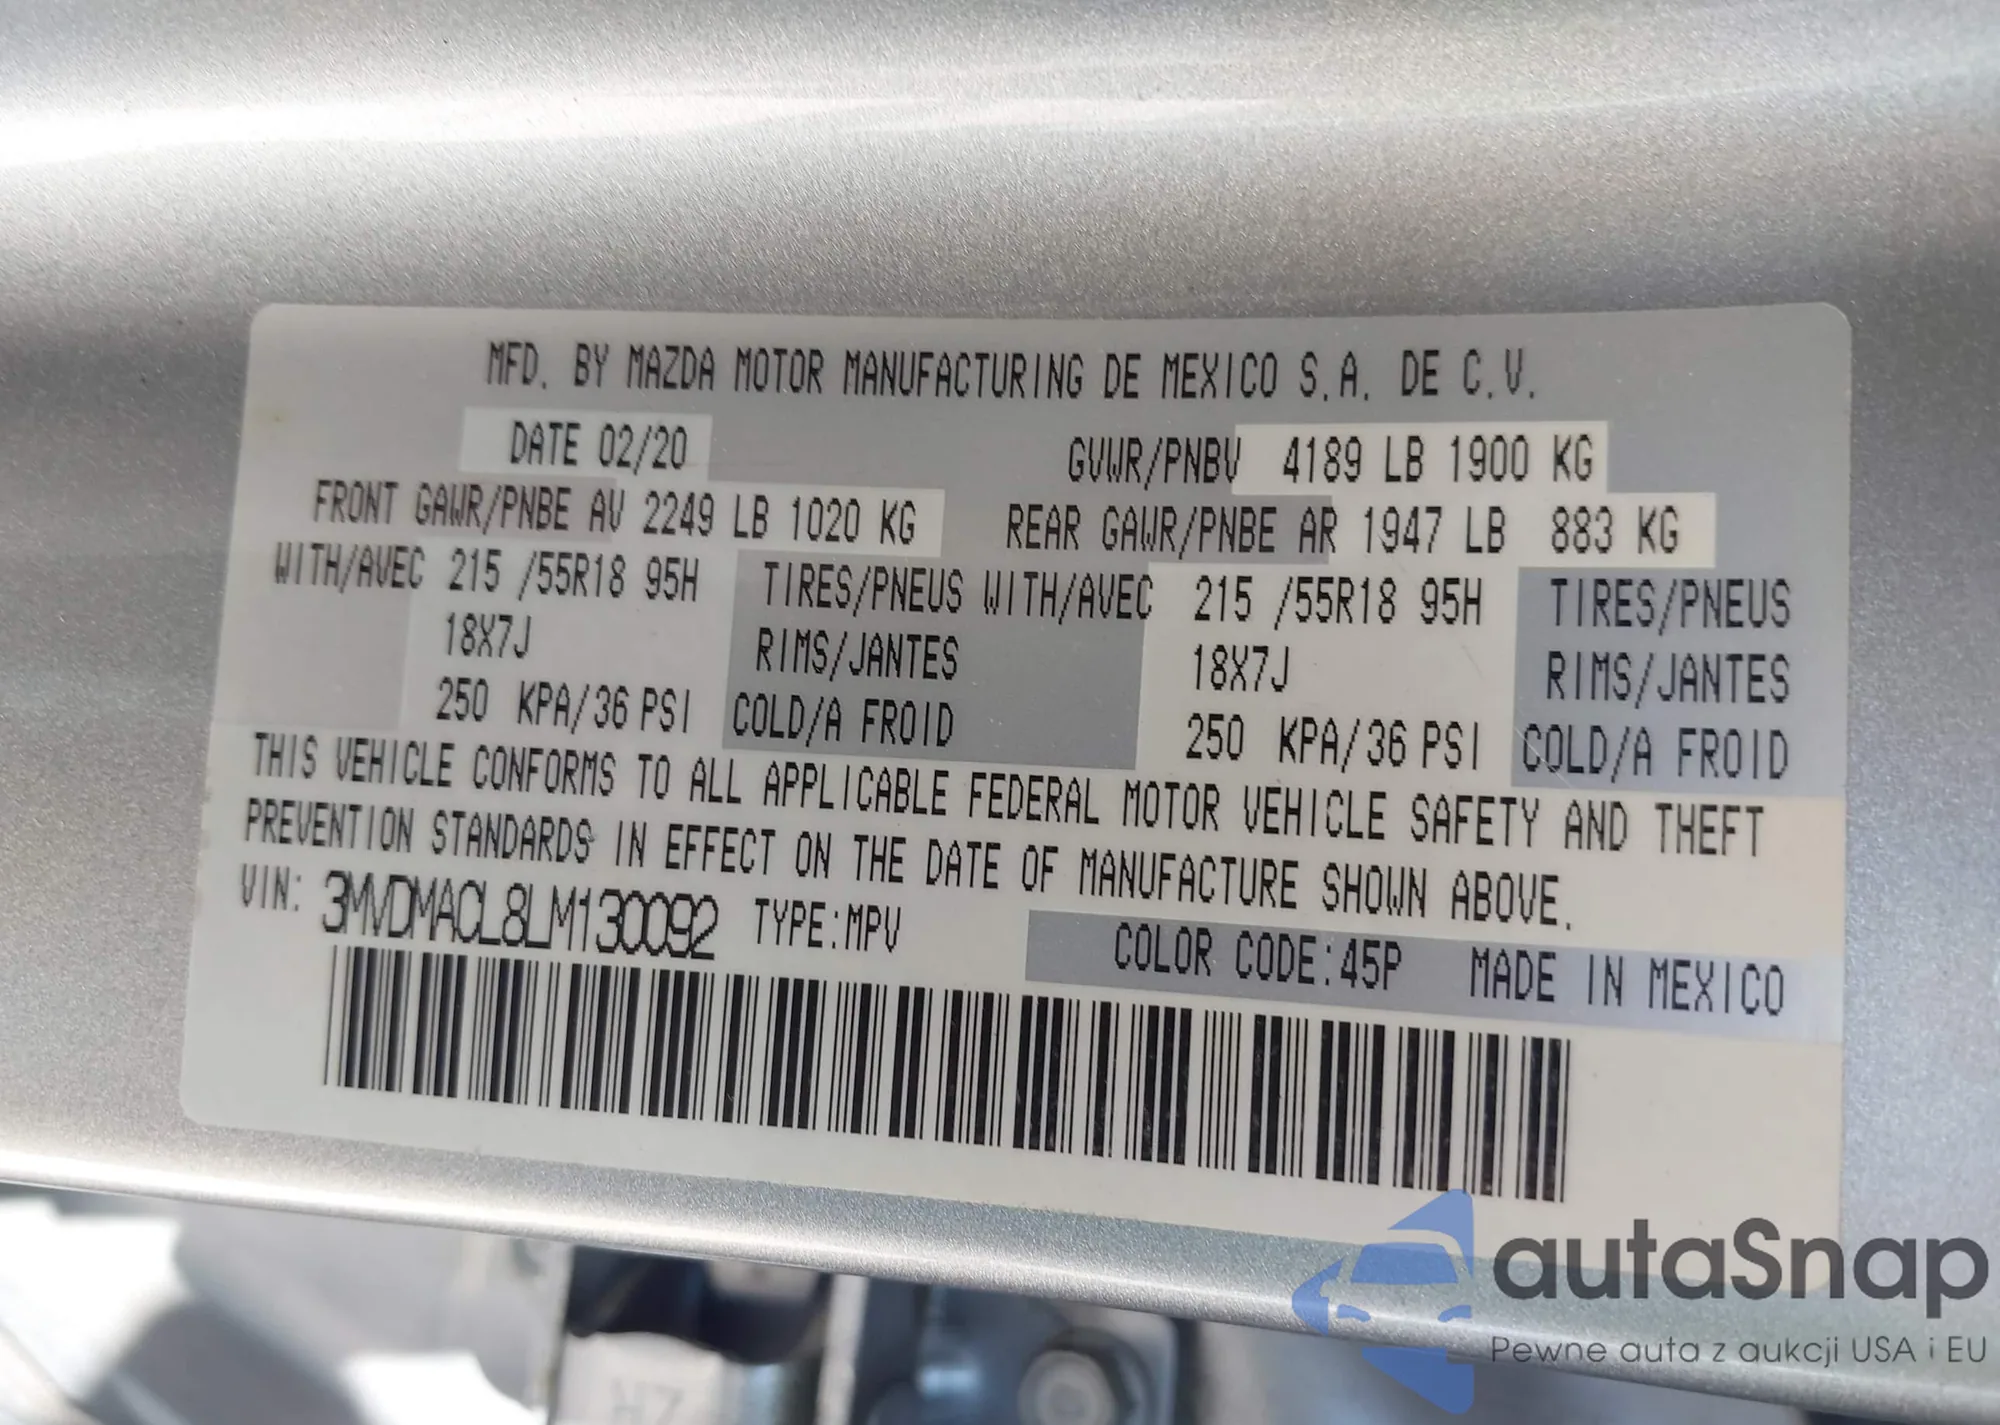 MFD. BY MAZDA MOTOR MANUFACTURING DE MEXICO S.A. DE C.V.
DATE 02/20 GVWR/PNBV 4189 LB 1900 KG
FRONT GAWR/PNBE AV 2249 LB 1020 KG REAR GAWR/PNBE AR 1947 LB 883 KG
WITH/AVEC 215 /55R18 95H TIRES/PNEUS WITH/AVEC 215 /55R18 95H TIRES/PNEUS
18X7J RIMS/JANTES 18X7J RIMS/JANTES
250 KPA/36 PSI COLD/A FROID 250 KPA/36 PSI COLD/A FROID
THIS VEHICLE CONFORMS TO ALL APPLICABLE FEDERAL MOTOR VEHICLE SAFETY AND THEFT
PREVENTION STANDARDS IN EFFECT ON THE DATE OF MANUFACTURE SHOWN ABOVE.
VIN: 3MVDMACL8LM130092 TYPE:MPV
COLOR CODE:45P MADE IN MEXICO
autaSnap
Pewne auta z aukcji USA i EU